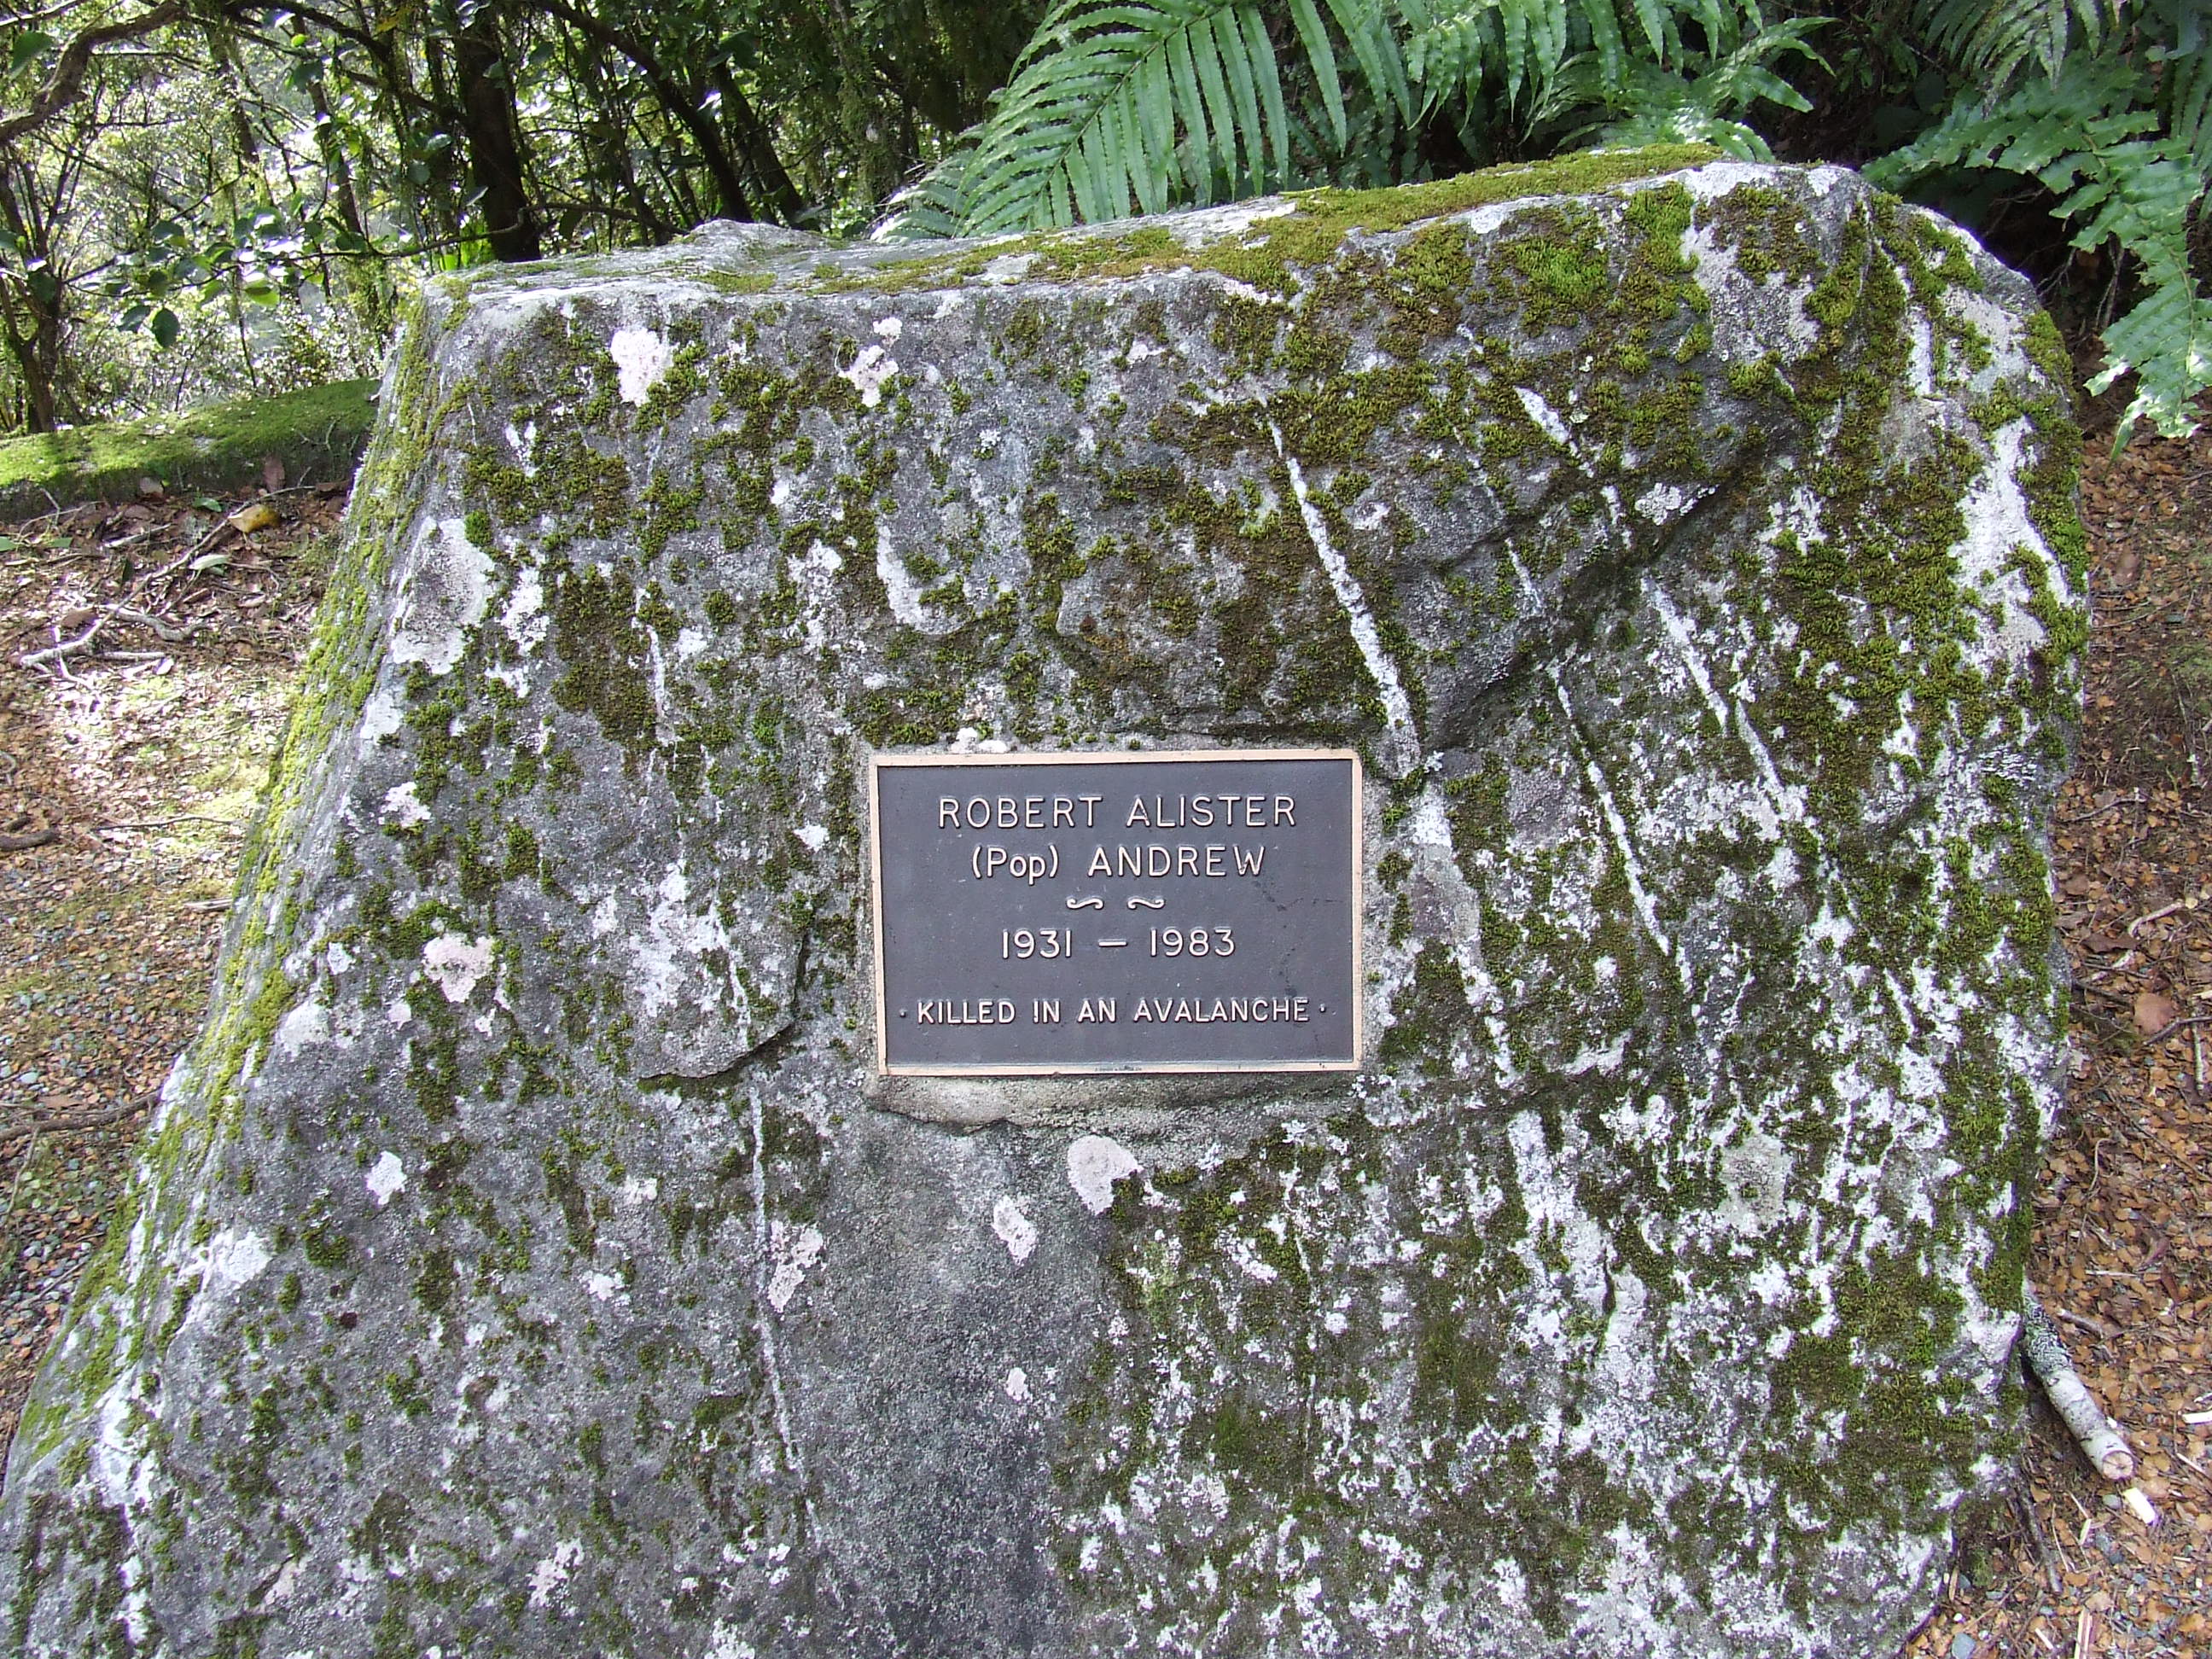 ROBERT ALISTER
(Pop) ANDREW
1931 – 1983
· KILLED IN AN AVALANCHE ·